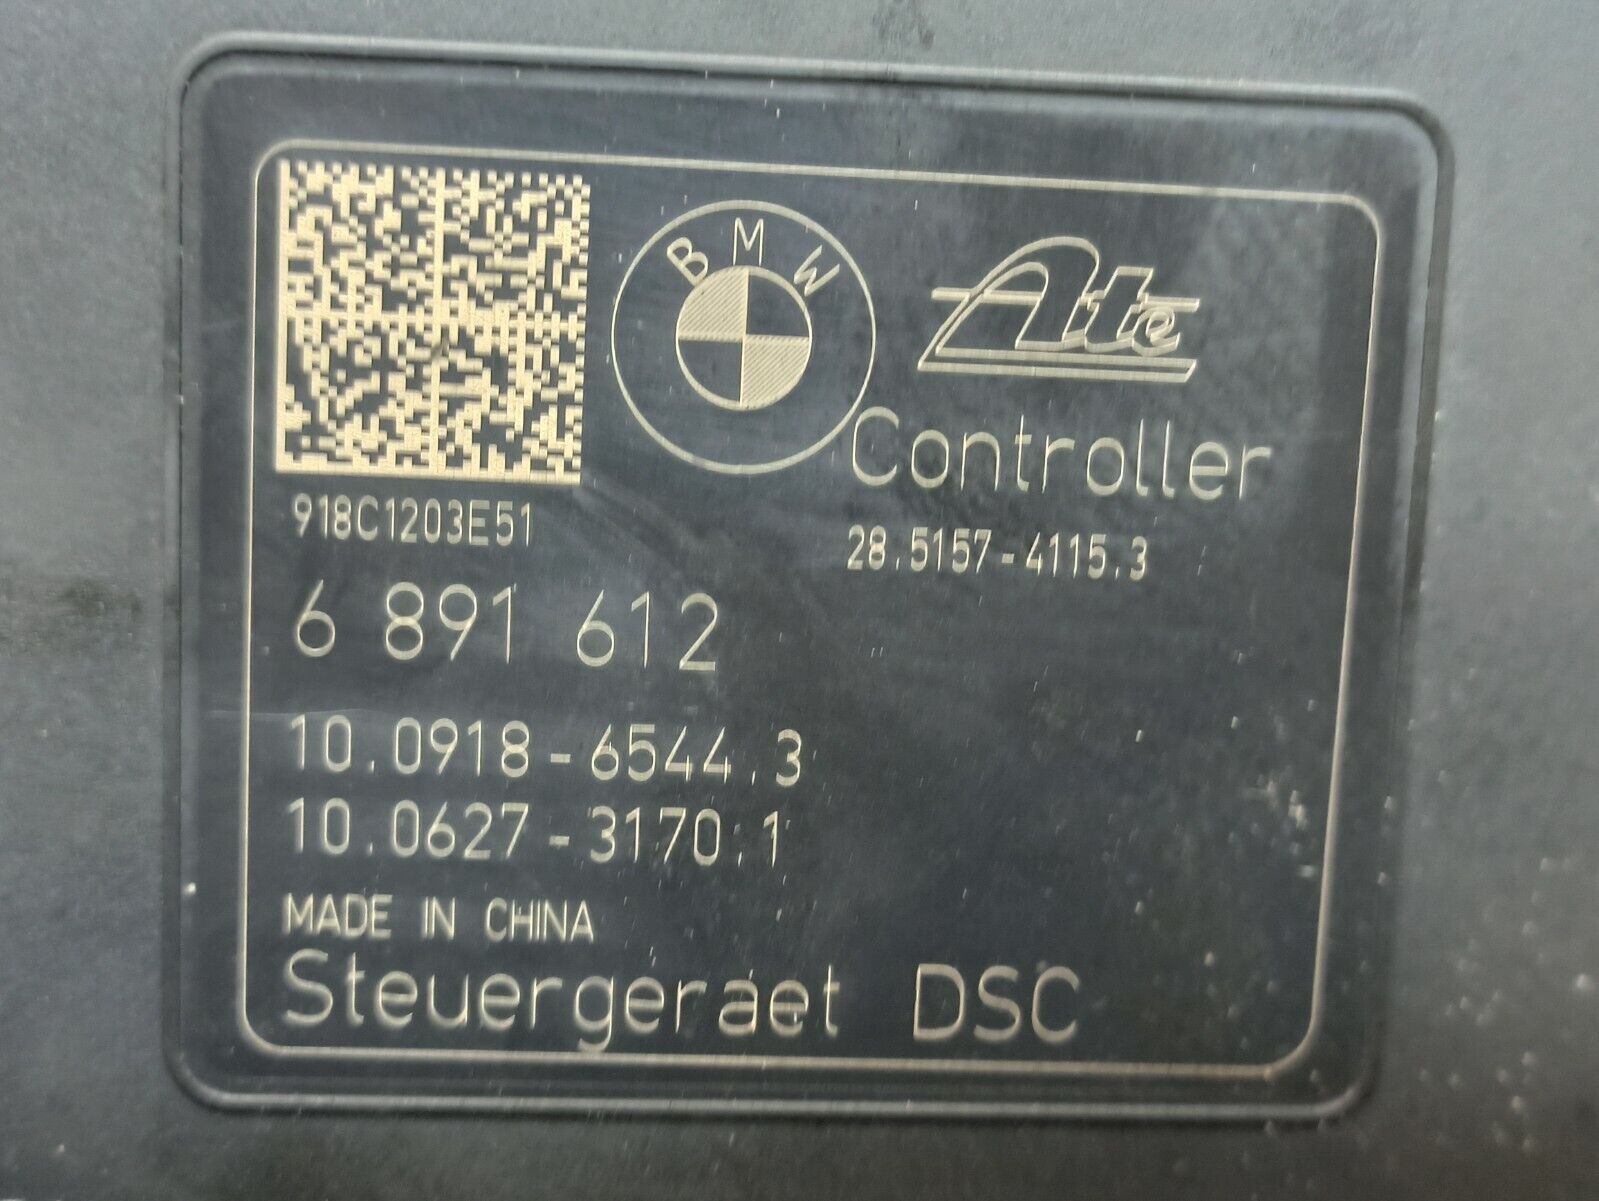 BMW
Ate
Controller
918C1203E51
28.5157-4115.3
6 891 612
10.0918-6544.3
10.0627-3170.1
MADE IN CHINA
Steuergeraet DSC